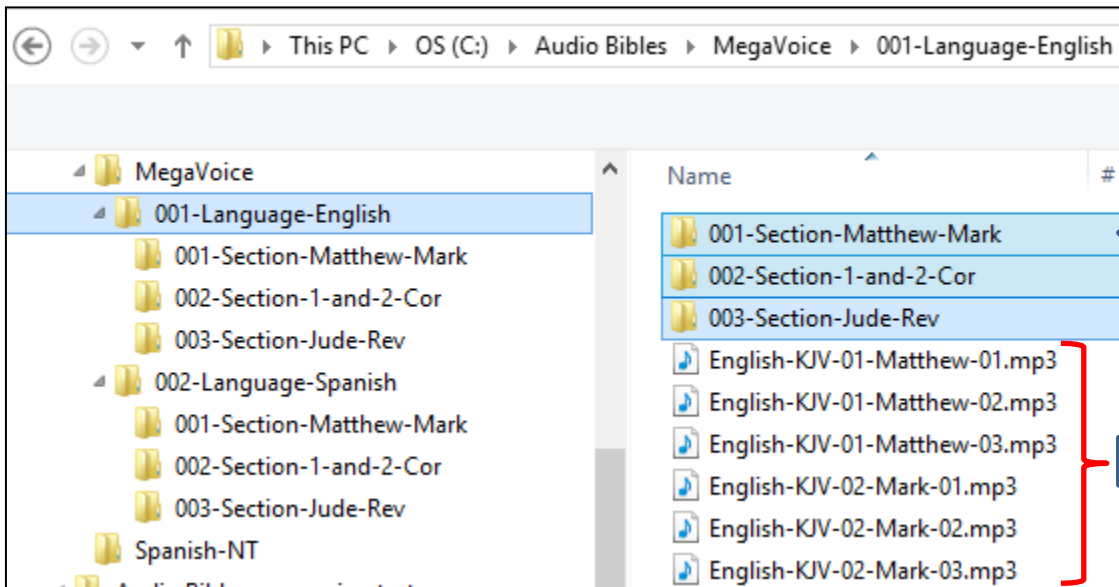 This PC OS (C:) Audio Bibles MegaVoice 001-Language-English
MegaVoice
001-Language-English
001-Section-Matthew-Mark
002-Section-1-and-2-Cor
003-Section-Jude-Rev
002-Language-Spanish
001-Section-Matthew-Mark
002-Section-1-and-2-Cor
003-Section-Jude-Rev
Spanish-NT
Name #
001-Section-Matthew-Mark
002-Section-1-and-2-Cor
003-Section-Jude-Rev
English-KJV-01-Matthew-01.mp3
English-KJV-01-Matthew-02.mp3
English-KJV-01-Matthew-03.mp3
English-KJV-02-Mark-01.mp3
English-KJV-02-Mark-02.mp3
English-KJV-02-Mark-03.mp3